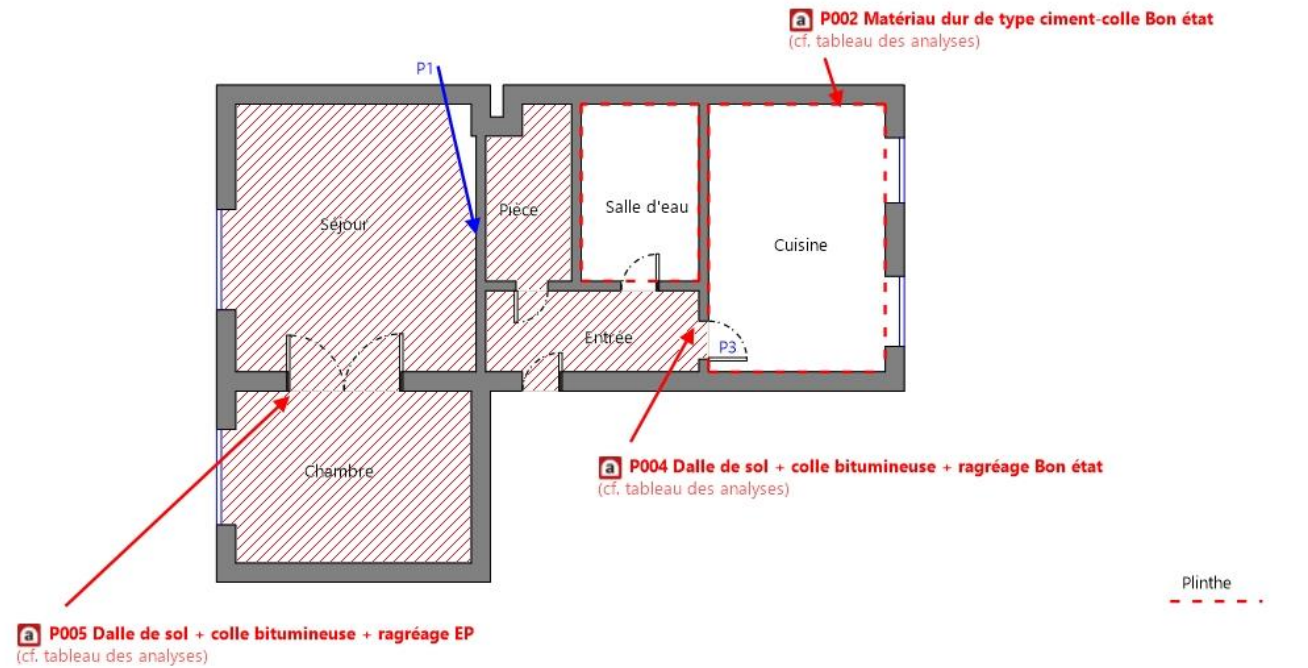 a P002 Matériau dur de type ciment-colle Bon état
(cf. tableau des analyses)
P1
Séjour
Pièce
Salle d'eau
Cuisine
Entrée
P3
Chambre
a P004 Dalle de sol + colle bitumineuse + ragréage Bon état
(cf. tableau des analyses)
Plinthe
a P005 Dalle de sol + colle bitumineuse + ragréage EP
(cf. tableau des analyses)